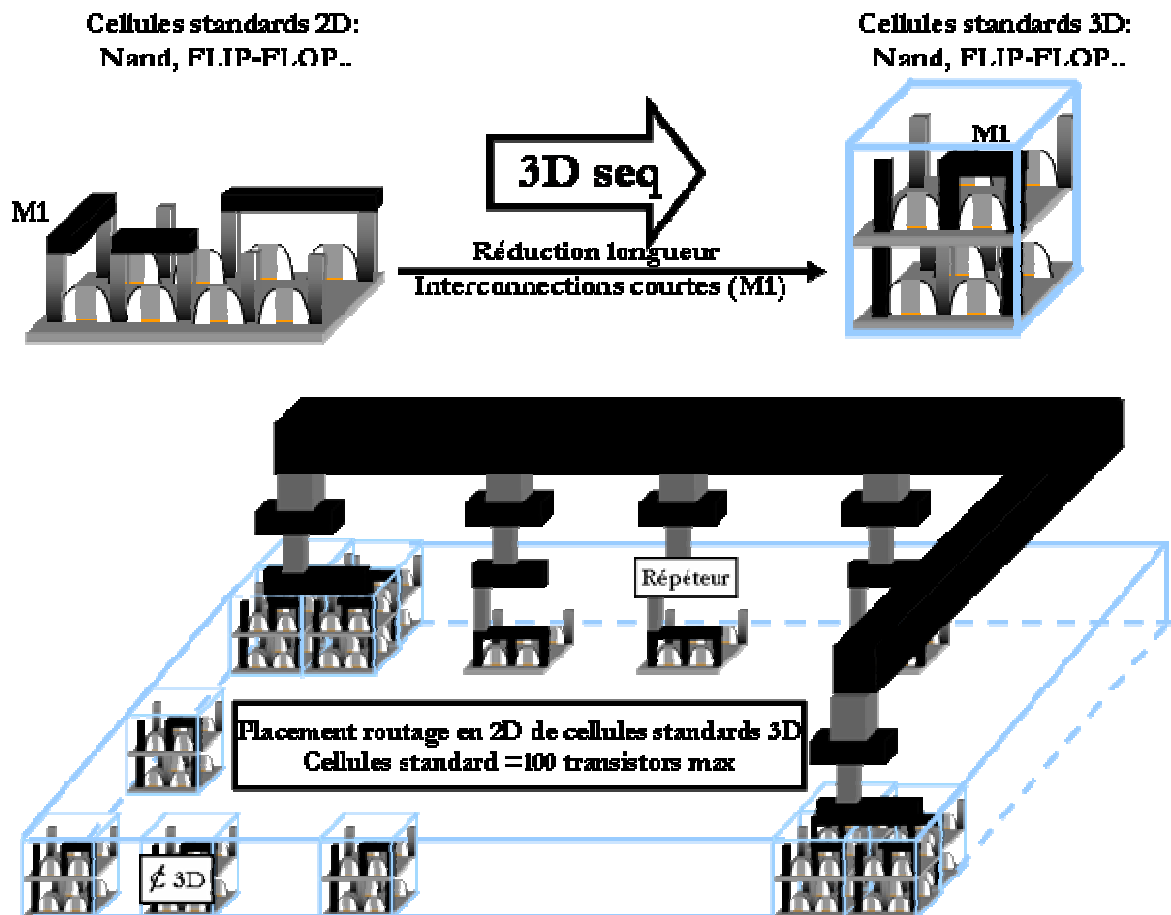 Cellules standards 2D:
Nand, FLIP-FLOP..
Cellules standards 3D:
Nand, FLIP-FLOP..
M1
3D seq
M1
Réduction longueur
Interconnections courtes (M1)
Répéteur
Placement routage en 2D de cellules standards 3D
Cellules standard =100 transistors max
₡ 3D